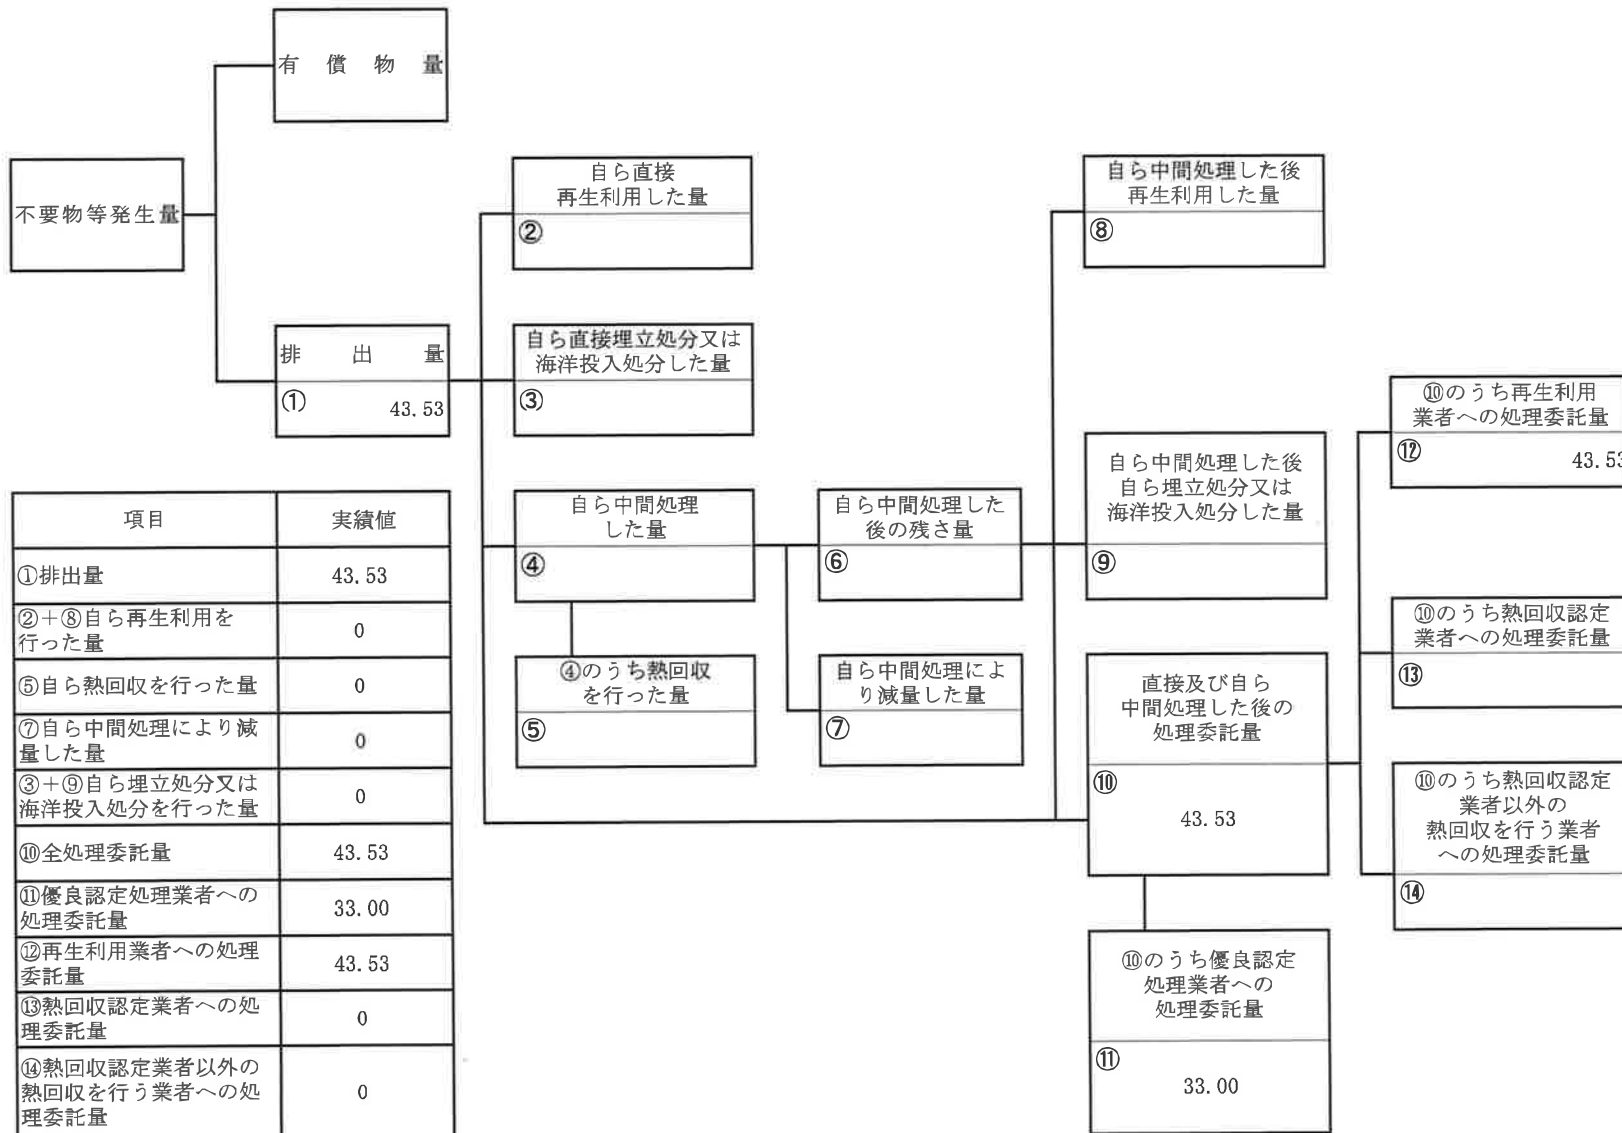 有償物量
不要物等発生量
排出量
① 43.53
自ら直接
再生利用した量
②
自ら直接埋立処分又は
海洋投入処分した量
③
自ら中間処理
した量
④
④のうち熱回収
を行った量
⑤
自ら中間処理した
後の残さ量
⑥
自ら中間処理によ
り減量した量
⑦
自ら中間処理した後
再生利用した量
⑧
自ら中間処理した後
自ら埋立処分又は
海洋投入処分した量
⑨
直接及び自ら
中間処理した後の
処理委託量
⑩
43.53
⑩のうち優良認定
処理業者への
処理委託量
⑪
33.00
⑩のうち再生利用
業者への処理委託量
⑫ 43.53
⑩のうち熱回収認定
業者への処理委託量
⑬
⑩のうち熱回収認定
業者以外の
熱回収を行う業者
への処理委託量
⑭
項目 実績値
①排出量 43.53
②+⑧自ら再生利用を
行った量 0
⑤自ら熱回収を行った量 0
⑦自ら中間処理により減
量した量 0
③+⑨自ら埋立処分又は
海洋投入処分を行った量 0
⑩全処理委託量 43.53
⑪優良認定処理業者への
処理委託量 33.00
⑫再生利用業者への処理
委託量 43.53
⑬熱回収認定業者への処
理委託量 0
⑭熱回収認定業者以外の
熱回収を行う業者への処
理委託量 0